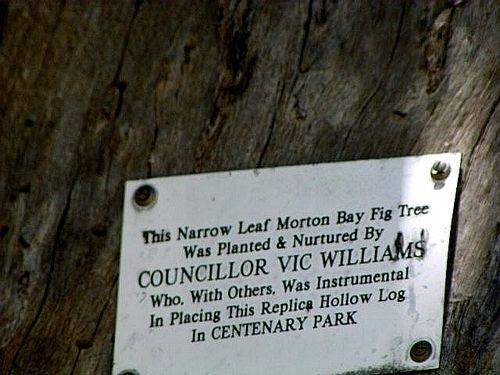 This Narrow Leaf Morton Bay Fig Tree
Was Planted & Nurtured By
COUNCILLOR VIC WILLIAMS
Who, With Others, Was Instrumental
In Placing This Replica Hollow Log
In CENTENARY PARK